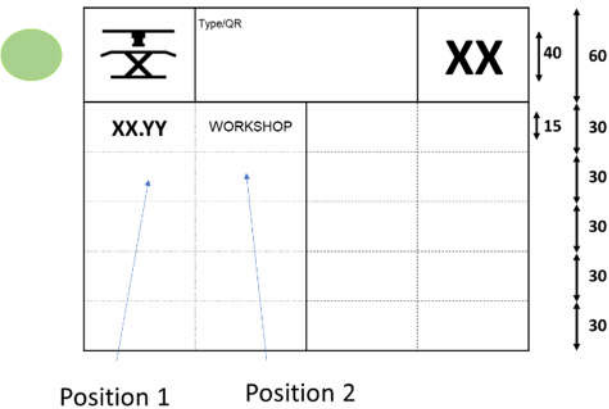 Type/QR
XX
40
60
XX.YY
WORKSHOP
15
30
30
30
30
30
Position 1
Position 2